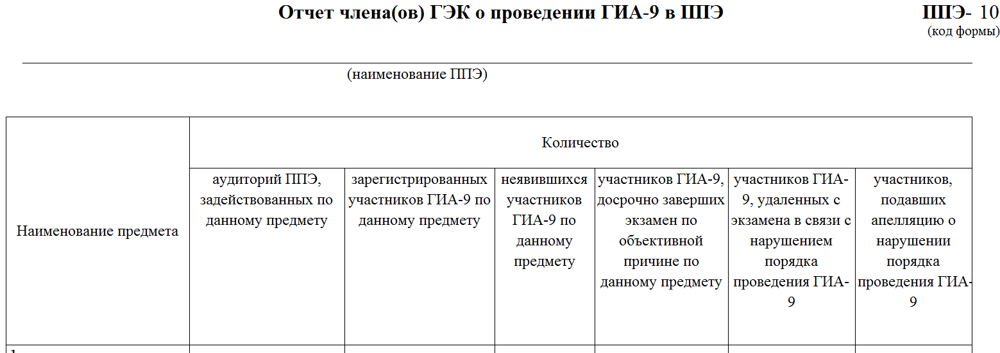 Отчет члена(ов) ГЭК о проведении ГИА-9 в ППЭ
ППЭ- 10
(код формы)
(наименование ППЭ)
Наименование предмета
Количество
аудиторий ППЭ,
задействованных по
данному предмету
зарегистрированных
участников ГИА-9 по
данному предмету
неявившихся
участников
ГИА-9 по
данному
предмету
участников ГИА-9,
досрочно заверших
экзамен по
объективной
причине по
данному предмету
участников ГИА-
9, удаленных с
экзамена в связи с
нарушением
порядка
проведения ГИА-
9
участников,
подавших
апелляцию о
нарушении
порядка
проведения ГИА-
9
1